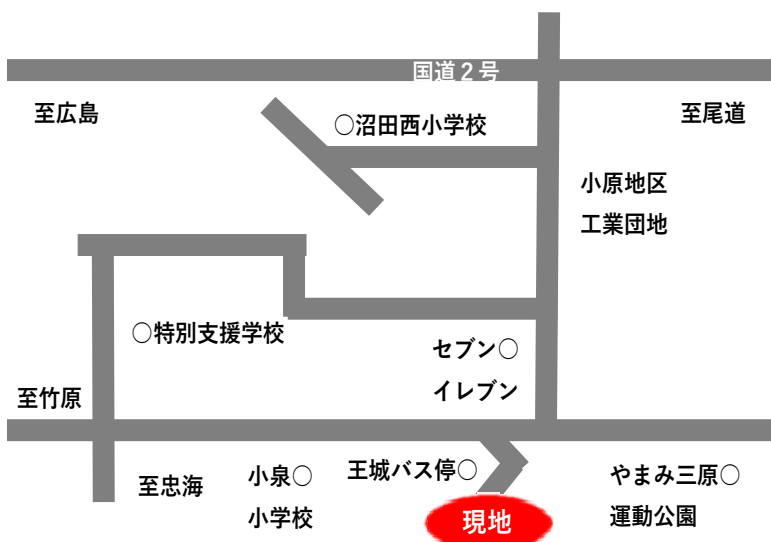 国道２号
至広島
○沼田西小学校
至尾道
小原地区
工業団地
○特別支援学校
セブン○
イレブン
至竹原
至忠海
小泉○
小学校
王城バス停○
やまみ三原○
運動公園
現地